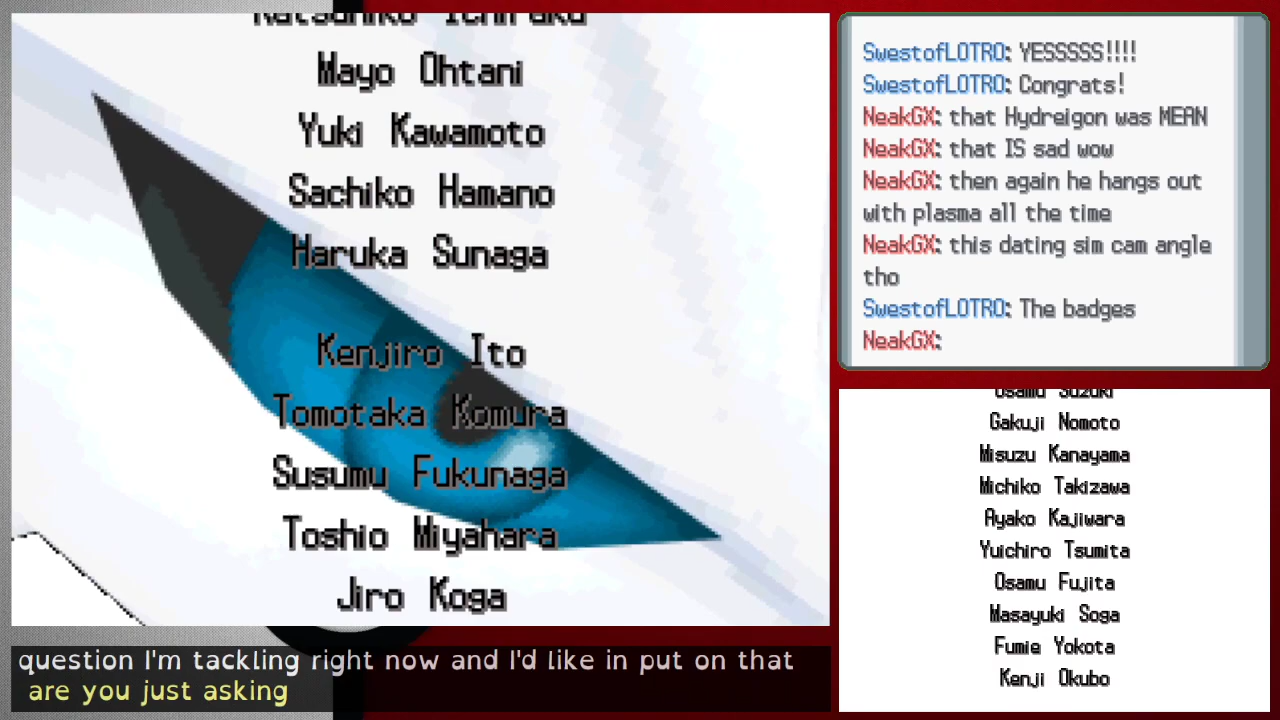 Katsuhiko Ichiraku
Mayo Ohtani
Yuki Kawamoto
Sachiko Hamano
Haruka Sunaga
Kenjiro Ito
Tomotaka Komura
Susumu Fukunaga
Toshio Miyahara
Jiro Koga
question I'm tackling right now and I'd like in put on that
are you just asking
SwestofLOTRO: YESSSSS!!!!
SwestofLOTRO: Congrats!
NeakGX: that Hydreigon was MEAN
NeakGX: that IS sad wow
NeakGX: then again he hangs out
with plasma all the time
NeakGX: this dating sim cam angle
tho
SwestofLOTRO: The badges
NeakGX:
Osamu Suzuki
Gakuji Nomoto
Misuzu Kanayama
Michiko Takizawa
Ayako Kajiwara
Yuichiro Tsumita
Osamu Fujita
Masayuki Soga
Fumie Yokota
Kenji Okubo